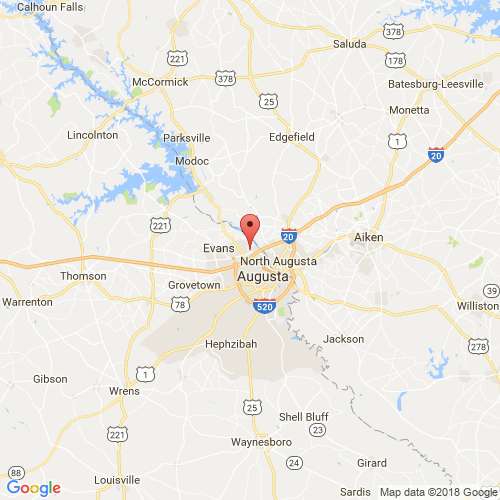 Calhoun Falls
378
Saluda
221
178
McCormick
378
Batesburg-Leesville
25
Monetta
Lincolnton
Parksville
Edgefield
1
Modoc
20
221
20
Evans
Aiken
North Augusta
Thomson
Augusta
Grovetown
39
Warrenton
78
520
Williston
Hephzibah
Jackson
278
Gibson
1
Wrens
25
Shell Bluff
221
23
Waynesboro
88
24
Girard
Louisville
Google
Sardis
Map data ©2018 Google